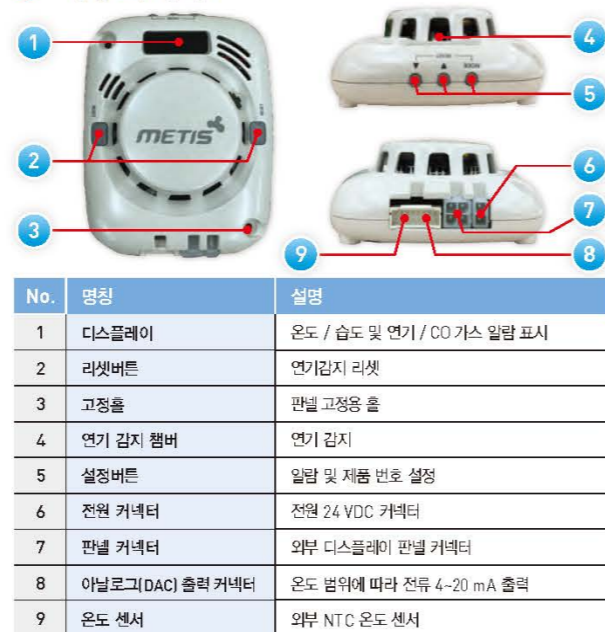 1
2
3
METIS
4
5
6
7
8
9
No. 명칭 설명
1 디스플레이 온도 / 습도 및 연기 / CO 가스 알람 표시
2 리셋버튼 연기감지 리셋
3 고정홀 판넬 고정용 홀
4 연기 감지 챔버 연기 감지
5 설정버튼 알람 및 제품 번호 설정
6 전원 커넥터 전원 24 VDC 커넥터
7 판넬 커넥터 외부 디스플레이 판넬 커넥터
8 아날로그(DAC) 출력 커넥터 온도 범위에 따라 전류 4~20 mA 출력
9 온도 센서 외부 NTC 온도 센서